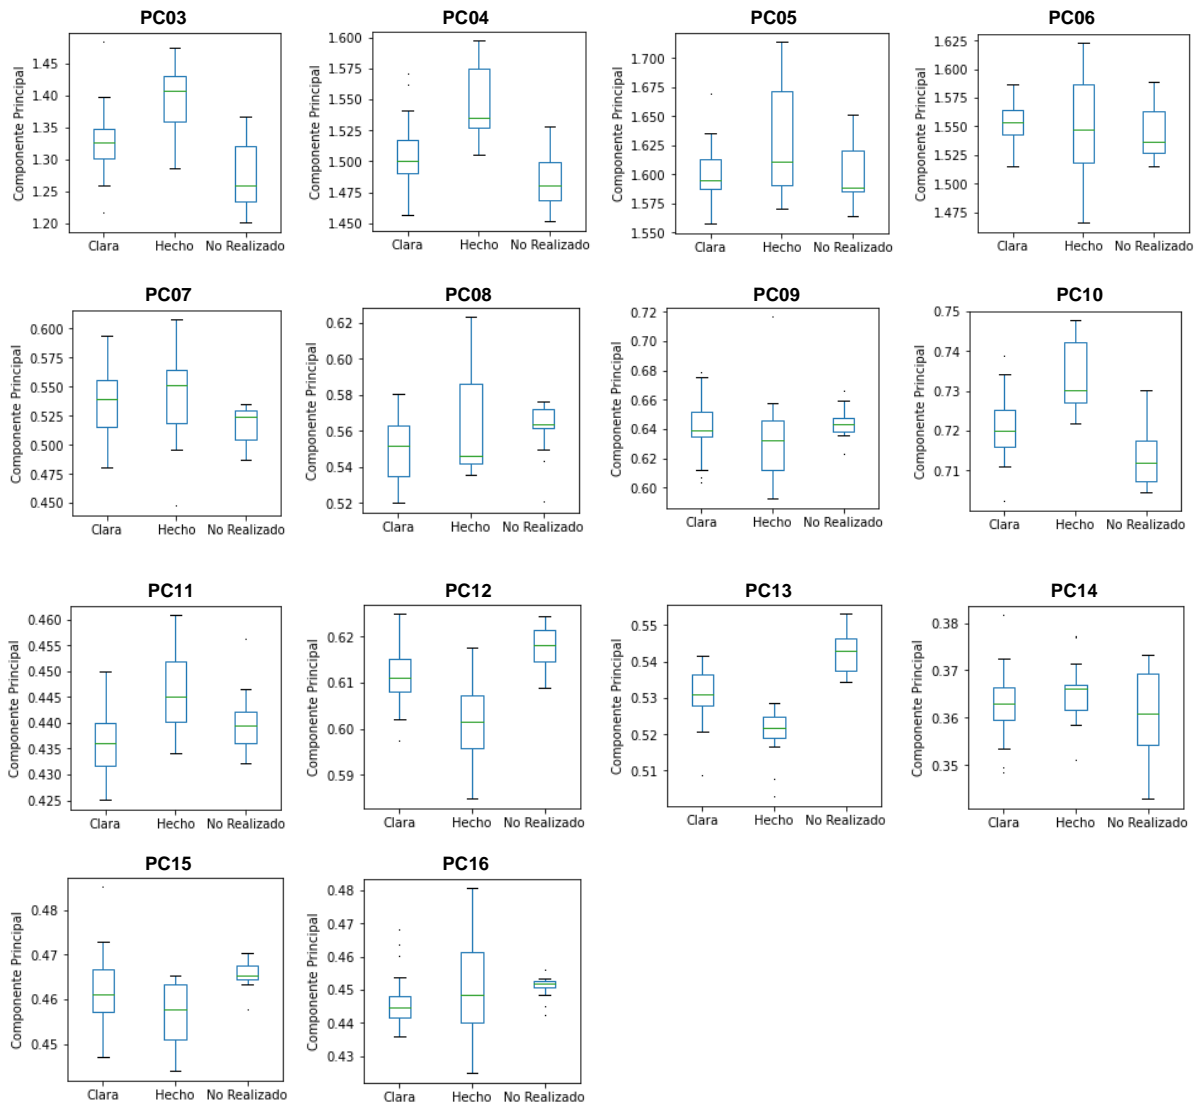 PC03
Componente Principal
1.45
1.40
1.35
1.30
1.25
1.20
Clara Hecho No Realizado
PC04
Componente Principal
1.600
1.575
1.550
1.525
1.500
1.475
1.450
Clara Hecho No Realizado
PC05
Componente Principal
1.700
1.675
1.650
1.625
1.600
1.575
1.550
Clara Hecho No Realizado
PC06
Componente Principal
1.625
1.600
1.575
1.550
1.525
1.500
1.475
Clara Hecho No Realizado
PC07
Componente Principal
0.600
0.575
0.550
0.525
0.500
0.475
0.450
Clara Hecho No Realizado
PC08
Componente Principal
0.62
0.60
0.58
0.56
0.54
0.52
Clara Hecho No Realizado
PC09
Componente Principal
0.72
0.70
0.68
0.66
0.64
0.62
0.60
Clara Hecho No Realizado
PC10
Componente Principal
0.75
0.74
0.73
0.72
0.71
Clara Hecho No Realizado
PC11
Componente Principal
0.460
0.455
0.450
0.445
0.440
0.435
0.430
0.425
Clara Hecho No Realizado
PC12
Componente Principal
0.62
0.61
0.60
0.59
Clara Hecho No Realizado
PC13
Componente Principal
0.55
0.54
0.53
0.52
0.51
Clara Hecho No Realizado
PC14
Componente Principal
0.38
0.37
0.36
0.35
Clara Hecho No Realizado
PC15
Componente Principal
0.48
0.47
0.46
0.45
Clara Hecho No Realizado
PC16
Componente Principal
0.48
0.47
0.46
0.45
0.44
0.43
Clara Hecho No Realizado